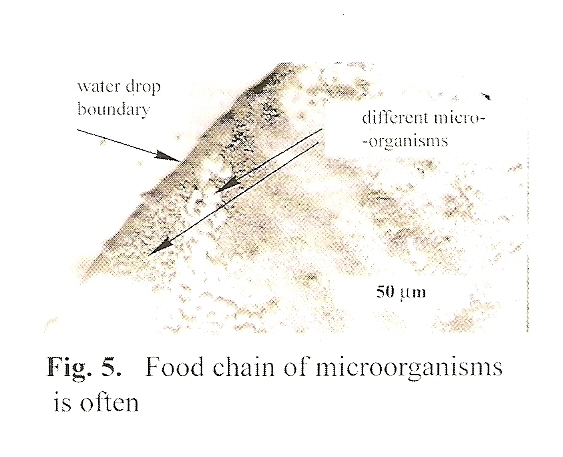 water drop
boundary
different micro-
-organisms
50 µm
Fig. 5. Food chain of microorganisms
is often